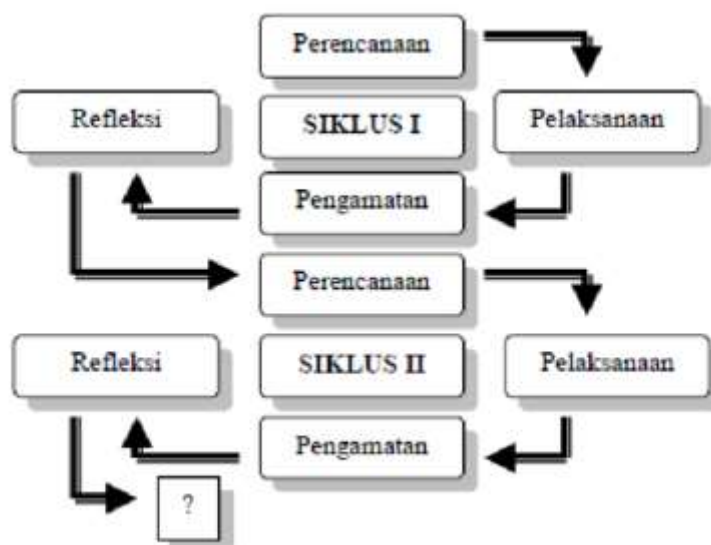 Perencanaan
Refleksi
SIKLUS I
Pelaksanaan
Pengamatan
Perencanaan
Refleksi
SIKLUS II
Pelaksanaan
Pengamatan
?